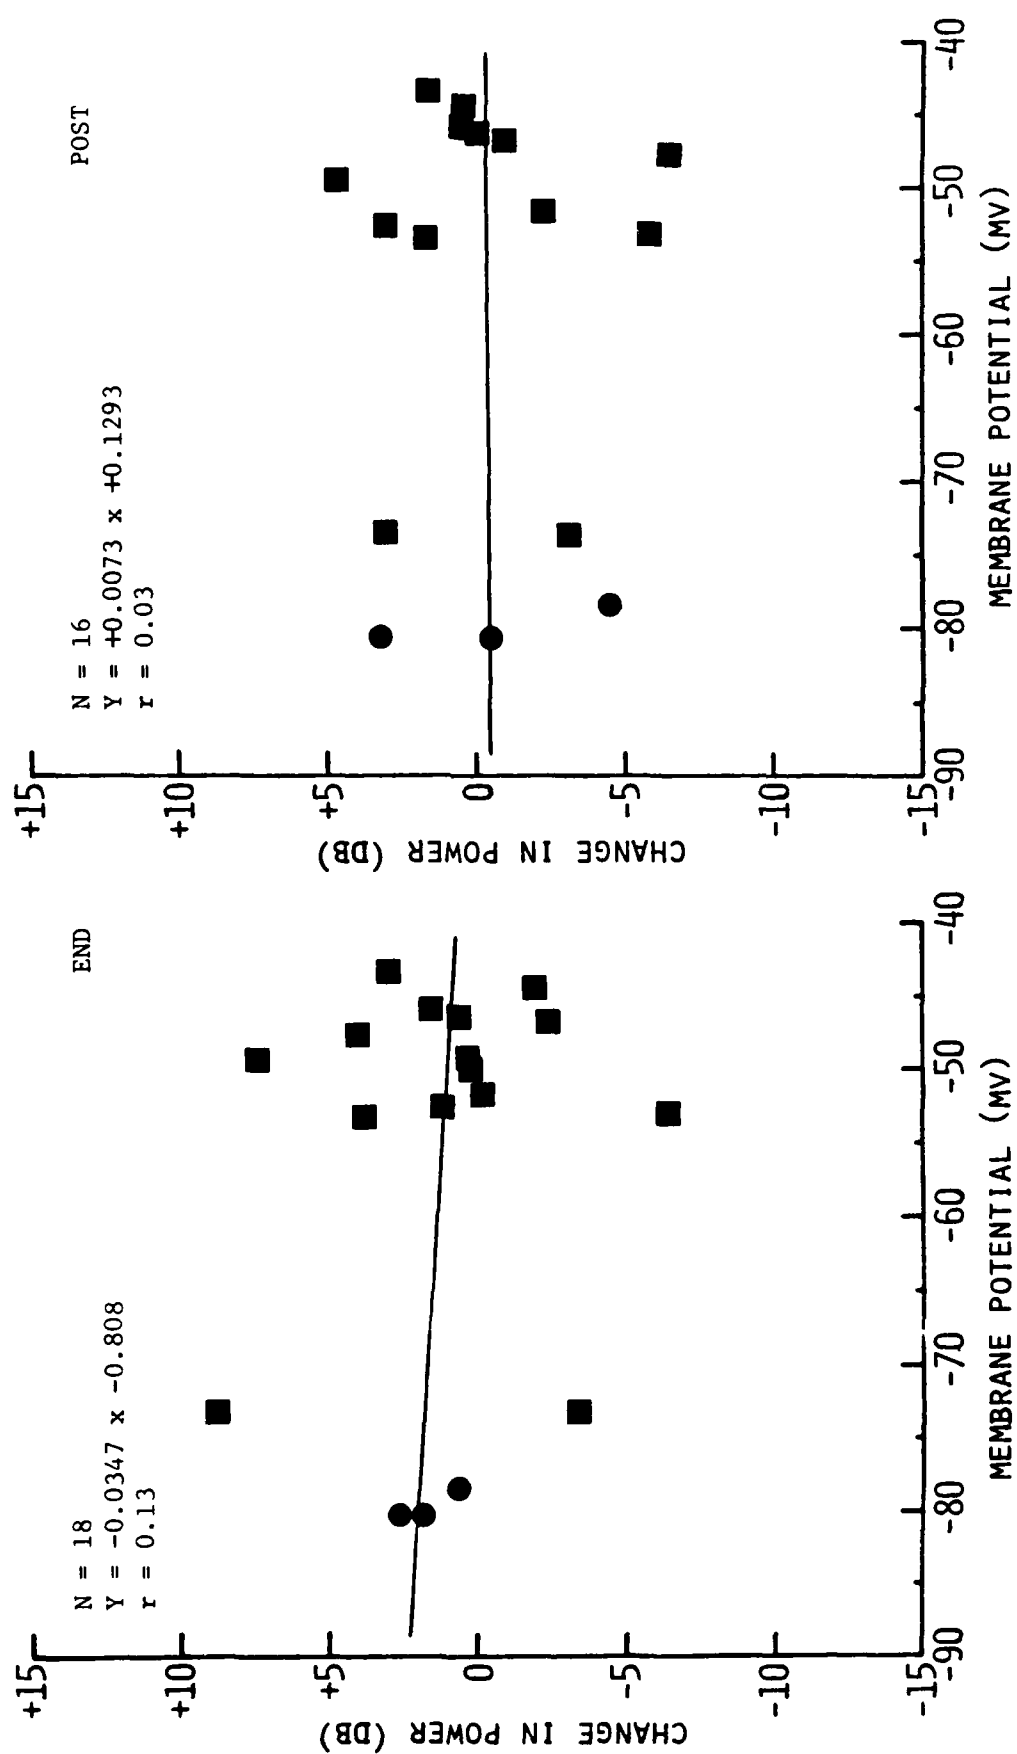 END
N = 18
Y = -0.0347 x -0.808
r = 0.13
+15
+10
+5
0
-5
-10
-15
CHANGE IN POWER (DB)
-90
-80
-70
-60
-50
-40
MEMBRANE POTENTIAL (MV)
POST
N = 16
Y = +0.0073 x +0.1293
r = 0.03
+15
+10
+5
0
-5
-10
-15
CHANGE IN POWER (DB)
-90
-80
-70
-60
-50
-40
MEMBRANE POTENTIAL (MV)